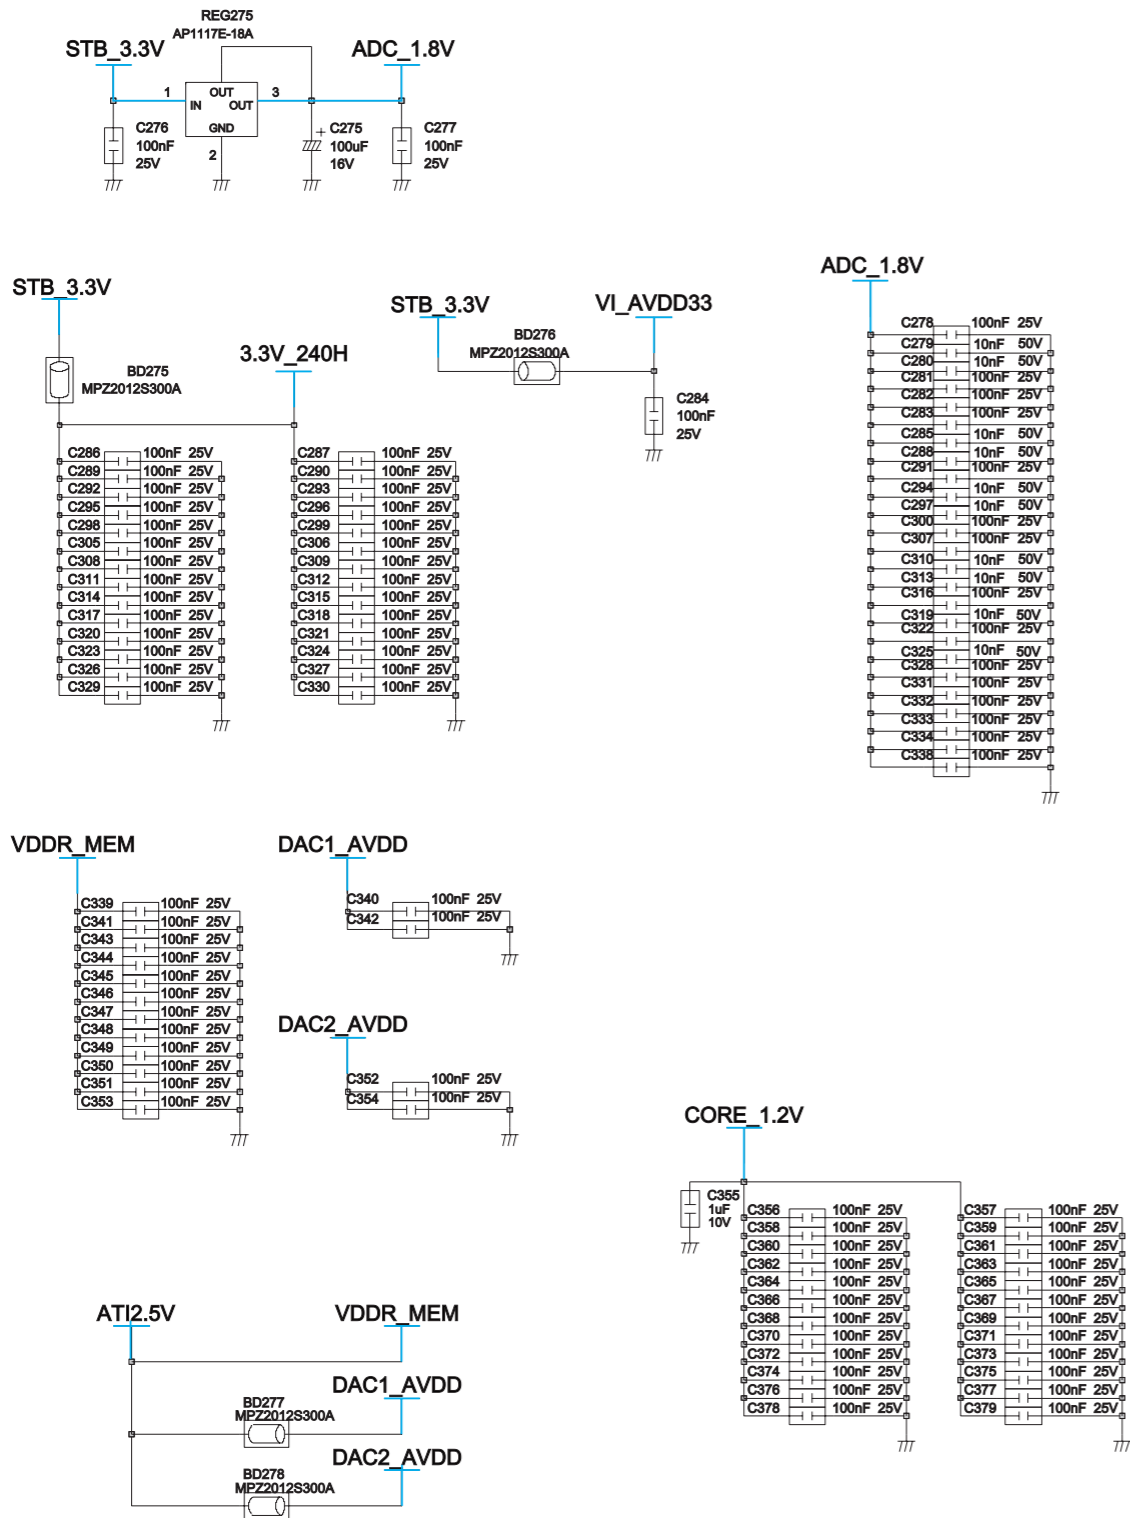 REG275
AP1117E-18A
STB_3.3V
ADC_1.8V
1
OUT
3
IN
OUT
GND
2
C276
100nF
25V
C275
100uF
16V
C277
100nF
25V
STB_3.3V
BD275
MPZ2012S300A
3.3V_240H
STB_3.3V
BD276
MPZ2012S300A
VI_AVDD33
C284
100nF
25V
C286 100nF 25V
C289 100nF 25V
C292 100nF 25V
C295 100nF 25V
C298 100nF 25V
C305 100nF 25V
C308 100nF 25V
C311 100nF 25V
C314 100nF 25V
C317 100nF 25V
C320 100nF 25V
C323 100nF 25V
C326 100nF 25V
C329 100nF 25V
C287 100nF 25V
C290 100nF 25V
C293 100nF 25V
C296 100nF 25V
C299 100nF 25V
C306 100nF 25V
C309 100nF 25V
C312 100nF 25V
C315 100nF 25V
C318 100nF 25V
C321 100nF 25V
C324 100nF 25V
C327 100nF 25V
C330 100nF 25V
ADC_1.8V
C278 100nF 25V
C279 10nF 50V
C280 10nF 50V
C281 100nF 25V
C282 100nF 25V
C283 100nF 25V
C285 10nF 50V
C288 10nF 50V
C291 100nF 25V
C294 10nF 50V
C297 10nF 50V
C300 100nF 25V
C307 100nF 25V
C310 10nF 50V
C313 10nF 50V
C316 100nF 25V
C319 10nF 50V
C322 100nF 25V
C325 10nF 50V
C328 100nF 25V
C331 100nF 25V
C332 100nF 25V
C333 100nF 25V
C334 100nF 25V
C338 100nF 25V
VDDR_MEM
C339 100nF 25V
C341 100nF 25V
C343 100nF 25V
C344 100nF 25V
C345 100nF 25V
C346 100nF 25V
C347 100nF 25V
C348 100nF 25V
C349 100nF 25V
C350 100nF 25V
C351 100nF 25V
C353 100nF 25V
DAC1_AVDD
C340 100nF 25V
C342 100nF 25V
DAC2_AVDD
C352 100nF 25V
C354 100nF 25V
CORE_1.2V
C355
1uF
10V
C356 100nF 25V
C358 100nF 25V
C360 100nF 25V
C362 100nF 25V
C364 100nF 25V
C366 100nF 25V
C368 100nF 25V
C370 100nF 25V
C372 100nF 25V
C374 100nF 25V
C376 100nF 25V
C378 100nF 25V
C357 100nF 25V
C359 100nF 25V
C361 100nF 25V
C363 100nF 25V
C365 100nF 25V
C367 100nF 25V
C369 100nF 25V
C371 100nF 25V
C373 100nF 25V
C375 100nF 25V
C377 100nF 25V
C379 100nF 25V
ATI2.5V
VDDR_MEM
DAC1_AVDD
BD277
MPZ2012S300A
DAC2_AVDD
BD278
MPZ2012S300A